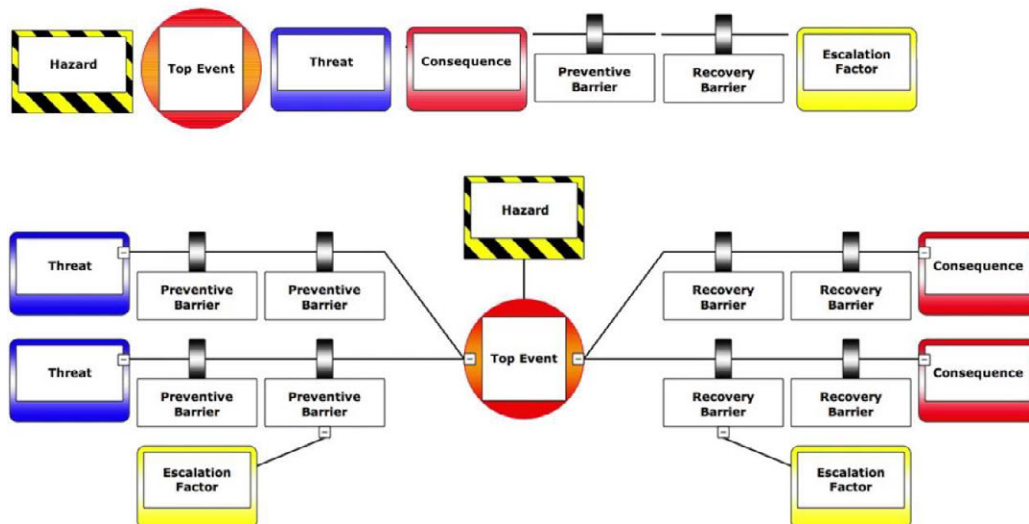 Hazard
Top Event
Threat
Consequence
Preventive
Barrier
Recovery
Barrier
Escalation
Factor
Hazard
Threat
Preventive
Barrier
Preventive
Barrier
Recovery
Barrier
Recovery
Barrier
Consequence
Threat
Preventive
Barrier
Preventive
Barrier
Top Event
Recovery
Barrier
Recovery
Barrier
Consequence
Escalation
Factor
Escalation
Factor